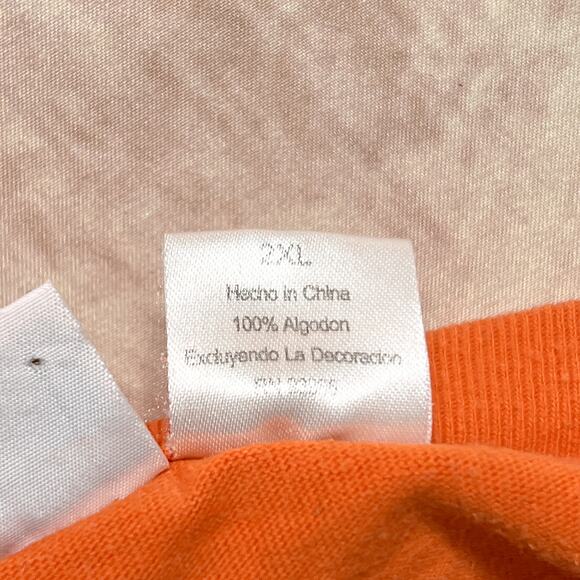 2XL
Hecho in China
100% Algodon
Excluyendo La Decoracion